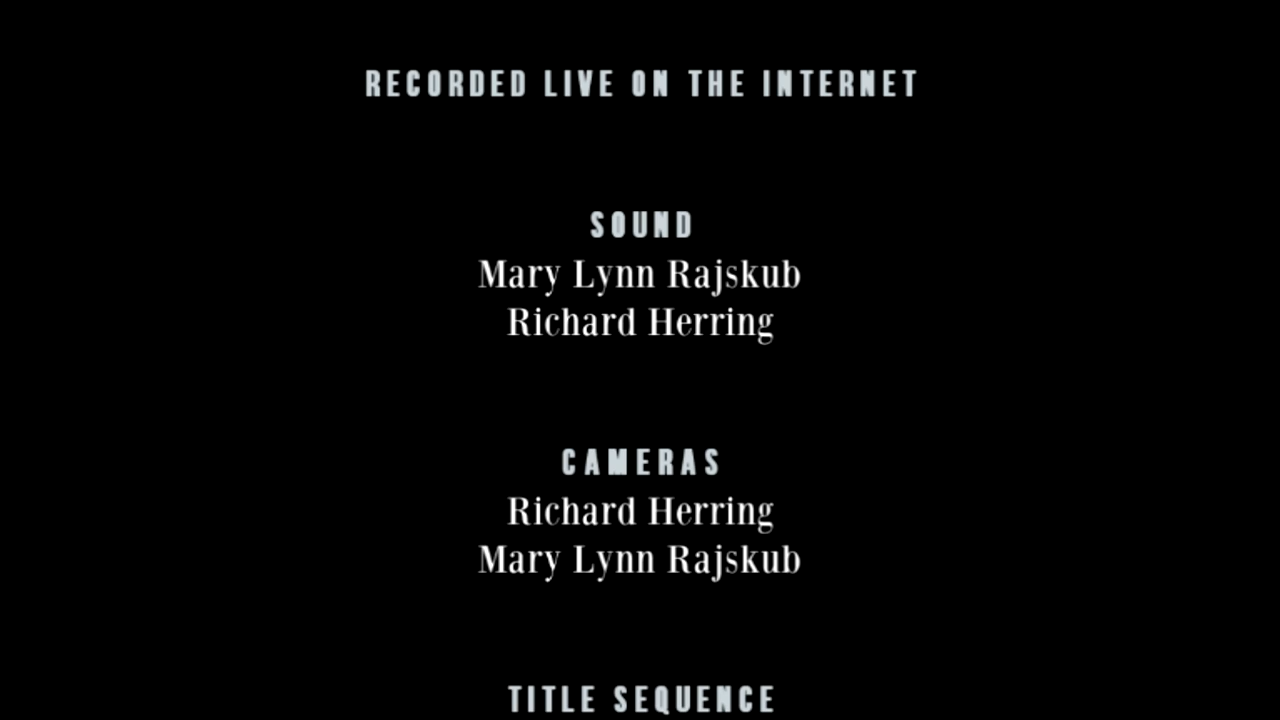 RECORDED LIVE ON THE INTERNET
SOUND
Mary Lynn Rajskub
Richard Herring
CAMERAS
Richard Herring
Mary Lynn Rajskub
TITLE SEQUENCE